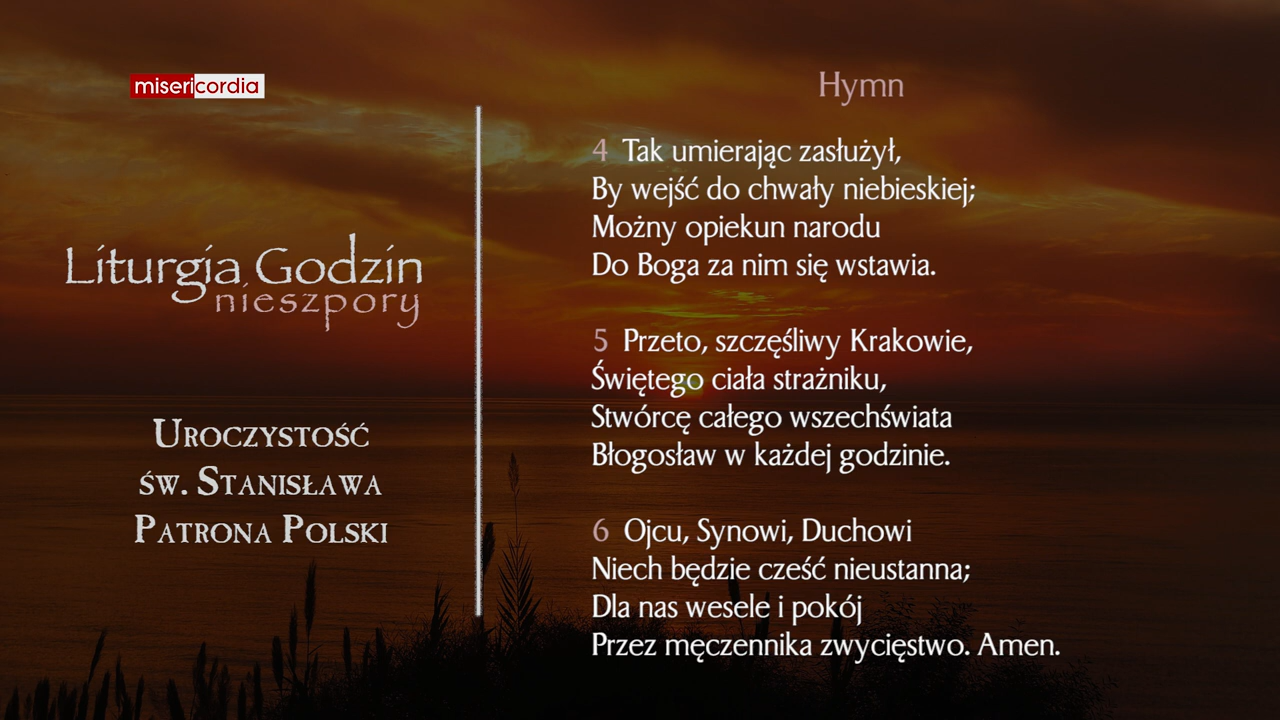 misericordia
Liturgia Godzin
nieszpory
Uroczystość
św. Stanisława
Patrona Polski
Hymn
4 Tak umierając zasłużył,
By wejść do chwały niebieskiej;
Możny opiekun narodu
Do Boga za nim się wstawia.
5 Przeto, szczęśliwy Krakowie,
Świętego ciała strażniku,
Stwórcę całego wszechświata
Błogosław w każdej godzinie.
6 Ojcu, Synowi, Duchowi
Niech będzie cześć nieustanna;
Dla nas wesele i pokój
Przez męczennika zwycięstwo. Amen.